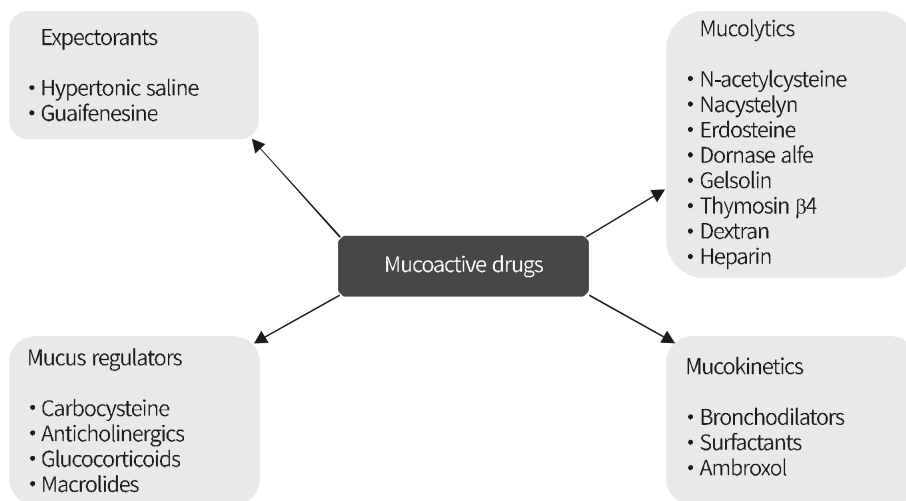 Expectorants
• Hypertonic saline
• Guaifenesine
Mucolytics
• N-acetylcysteine
• Nacystelyn
• Erdosteine
• Dornase alfe
• Gelsolin
• Thymosin β4
• Dextran
• Heparin
Mucoactive drugs
Mucus regulators
• Carbocysteine
• Anticholinergics
• Glucocorticoids
• Macrolides
Mucokinetics
• Bronchodilators
• Surfactants
• Ambroxol